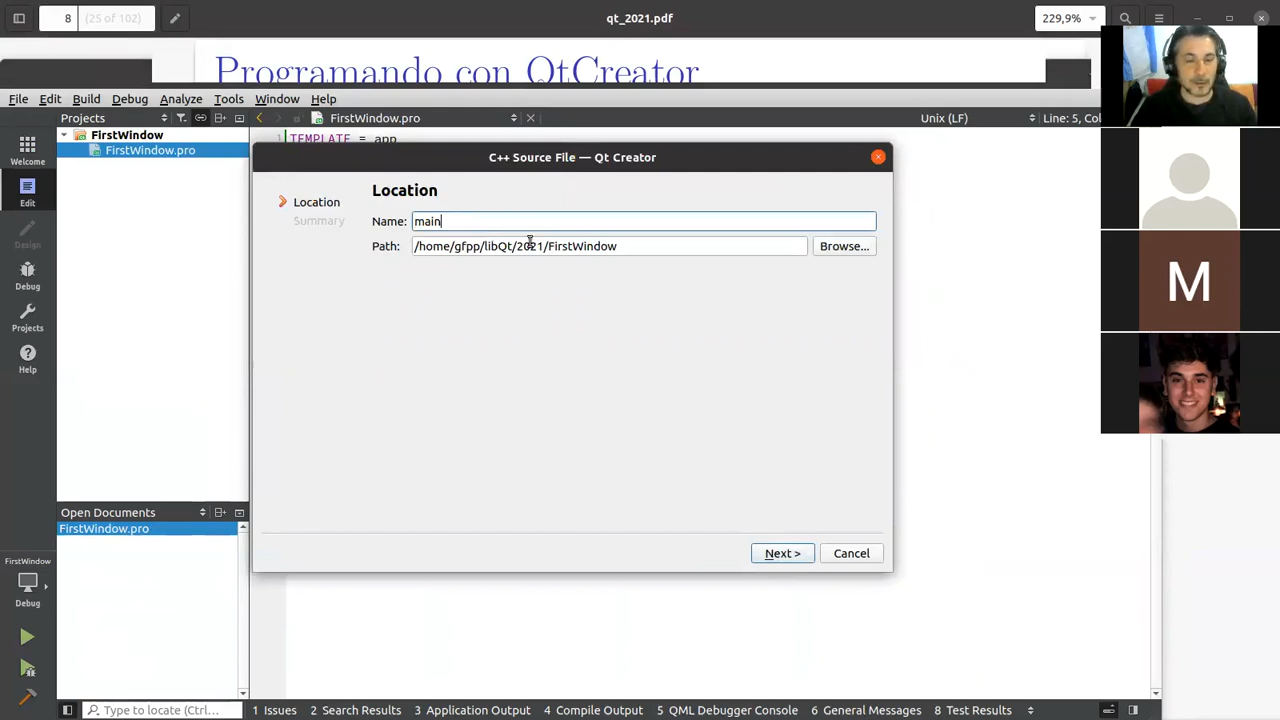 8 (25 of 102) qt_2021.pdf 229,9%
Programando con QtCreator
File Edit Build Debug Analyze Tools Window Help
Projects FirstWindow.pro Unix (LF) Line: 5, Col
FirstWindow
FirstWindow.pro
1 TEMPLATE = app
C++ Source File — Qt Creator
Welcome
Edit
Design
Debug
Projects
Help
Location
Summary
Location
Name: main
Path: /home/gfpp/libQt/2021/FirstWindow Browse...
Next > Cancel
M
Open Documents
FirstWindow.pro
FirstWindow
Debug
Type to locate (Ctrl... 1 Issues 2 Search Results 3 Application Output 4 Compile Output 5 QML Debugger Console 6 General Messages 8 Test Results